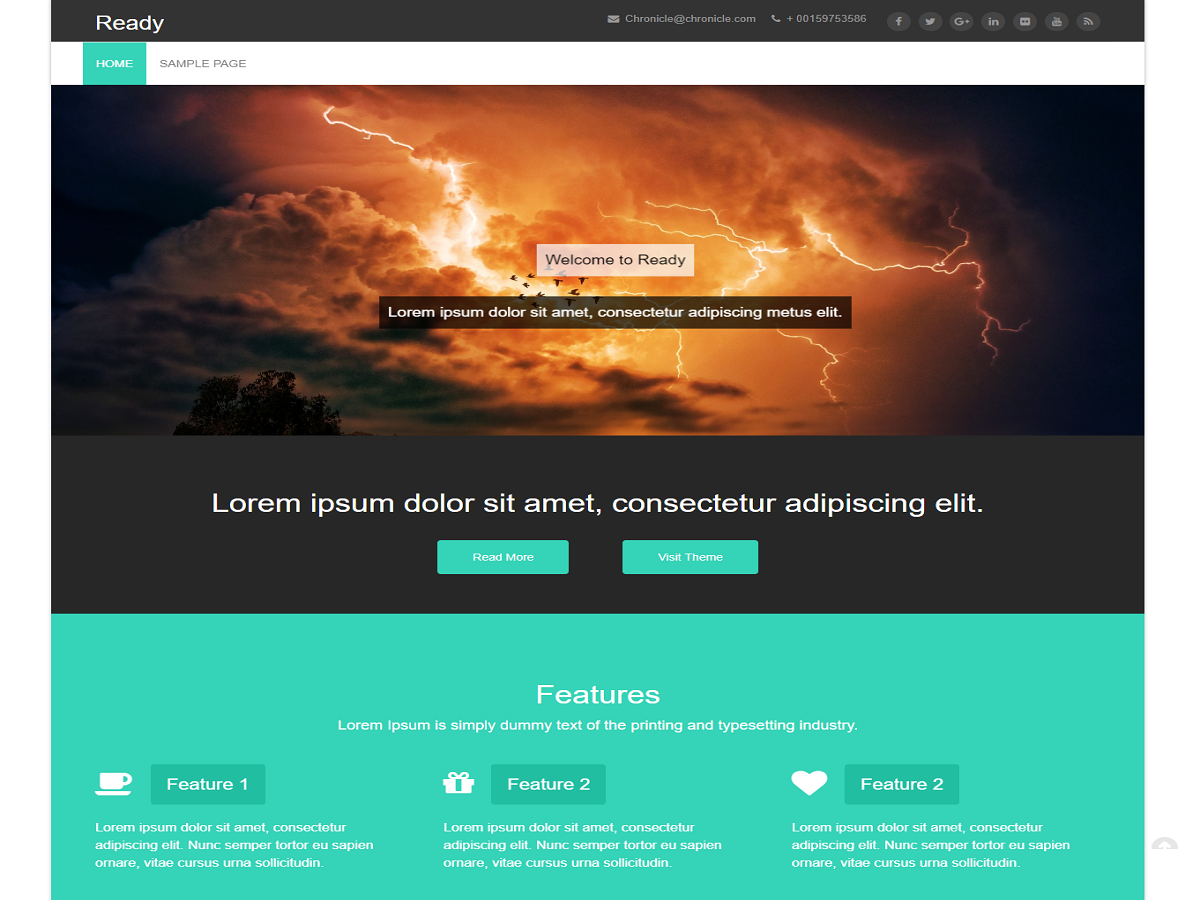 Ready
Chronicle@chronicle.com
+ 00159753586
HOME
SAMPLE PAGE
Welcome to Ready
Lorem ipsum dolor sit amet, consectetur adipiscing metus elit.
Lorem ipsum dolor sit amet, consectetur adipiscing elit.
Read More
Visit Theme
Features
Lorem Ipsum is simply dummy text of the printing and typesetting industry.
Feature 1
Lorem ipsum dolor sit amet, consectetur
adipiscing elit. Nunc semper tortor eu sapien
ornare, vitae cursus urna sollicitudin.
Feature 2
Lorem ipsum dolor sit amet, consectetur
adipiscing elit. Nunc semper tortor eu sapien
ornare, vitae cursus urna sollicitudin.
Feature 2
Lorem ipsum dolor sit amet, consectetur
adipiscing elit. Nunc semper tortor eu sapien
ornare, vitae cursus urna sollicitudin.